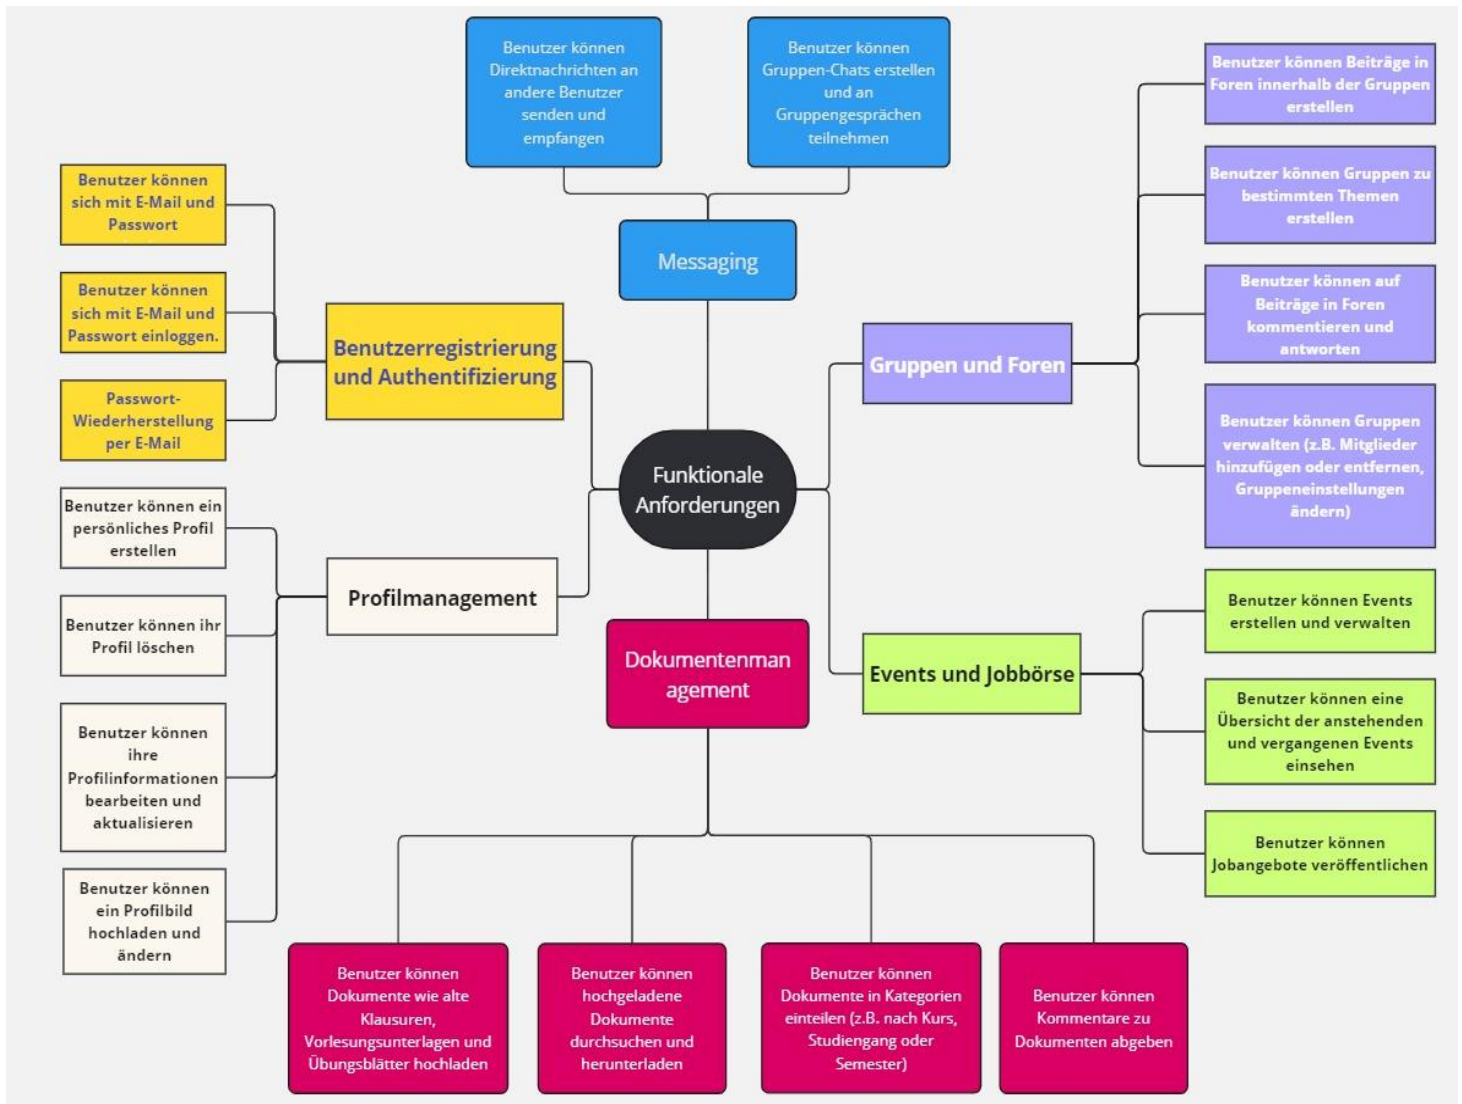 Benutzer können
Direktnachrichten an
andere Benutzer
senden und
empfangen
Benutzer können
Gruppen-Chats erstellen
und an
Gruppengesprächen
teilnehmen
Messaging
Benutzer können
sich mit E-Mail und
Passwort
Benutzer können
sich mit E-Mail und
Passwort einloggen.
Passwort-
Wiederherstellung
per E-Mail
Benutzerregistrierung
und Authentifizierung
Benutzer können ein
persönliches Profil
erstellen
Benutzer können ihr
Profil löschen
Benutzer können
ihre
Profilinformationen
bearbeiten und
aktualisieren
Benutzer können
ein Profilbild
hochladen und
ändern
Profilmanagement
Funktionale
Anforderungen
Gruppen und Foren
Benutzer können Beiträge in
Foren innerhalb der Gruppen
erstellen
Benutzer können Gruppen zu
bestimmten Themen
erstellen
Benutzer können auf
Beiträge in Foren
kommentieren und
antworten
Benutzer können Gruppen
verwalten (z.B. Mitglieder
hinzufügen oder entfernen,
Gruppeneinstellungen
ändern)
Events und Jobbörse
Benutzer können Events
erstellen und verwalten
Benutzer können eine
Übersicht der anstehenden
und vergangenen Events
einsehen
Benutzer können
Jobangebote veröffentlichen
Dokumentenman
agement
Benutzer können
Dokumente wie alte
Klausuren,
Vorlesungsunterlagen und
Übungsblätter hochladen
Benutzer können
hochgeladene
Dokumente
durchsuchen und
herunterladen
Benutzer können
Dokumente in Kategorien
einteilen (z.B. nach Kurs,
Studiengang oder
Semester)
Benutzer können
Kommentare zu
Dokumenten abgeben